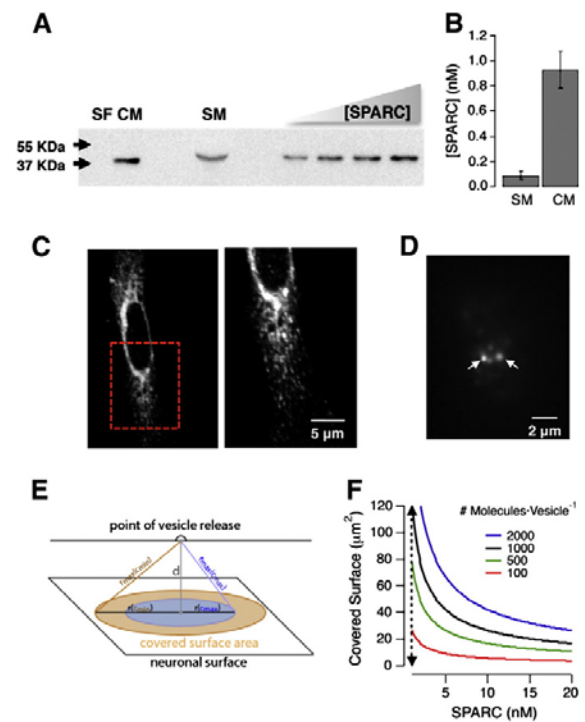 A
B
SF CM
SM
[SPARC]
55 KDa
37 KDa
[SPARC] (nM)
1.2
1.0
0.8
0.6
0.4
0.2
0.0
SM
CM
C
D
5 μm
2 μm
E
F
point of vesicle release
d
covered surface area
neuronal surface
# Molecules·Vesicle⁻¹
2000
1000
500
100
Covered Surface (μm²)
120
100
80
60
40
20
0
5
10
15
20
SPARC (nM)